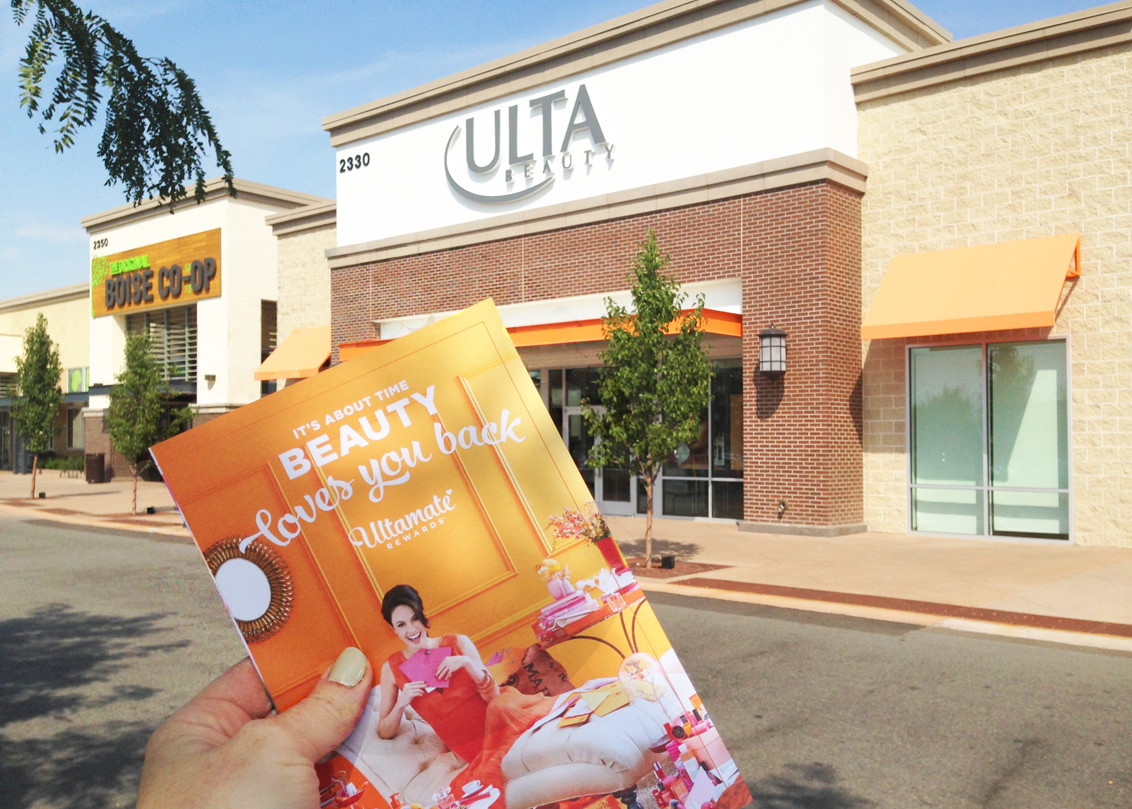 2330
ULTA
BEAUTY
2350
BOISE CO-OP
IT'S ABOUT TIME
BEAUTY
loves you back
Ultamate
REWARDS